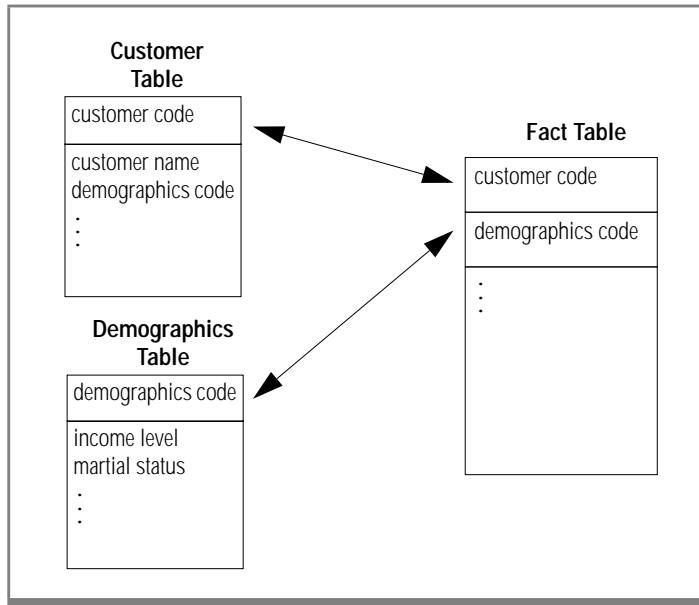 Customer
Table
customer code
customer name
demographics code
.
.
.
Fact Table
customer code
demographics code
.
.
.
Demographics
Table
demographics code
income level
martial status
.
.
.